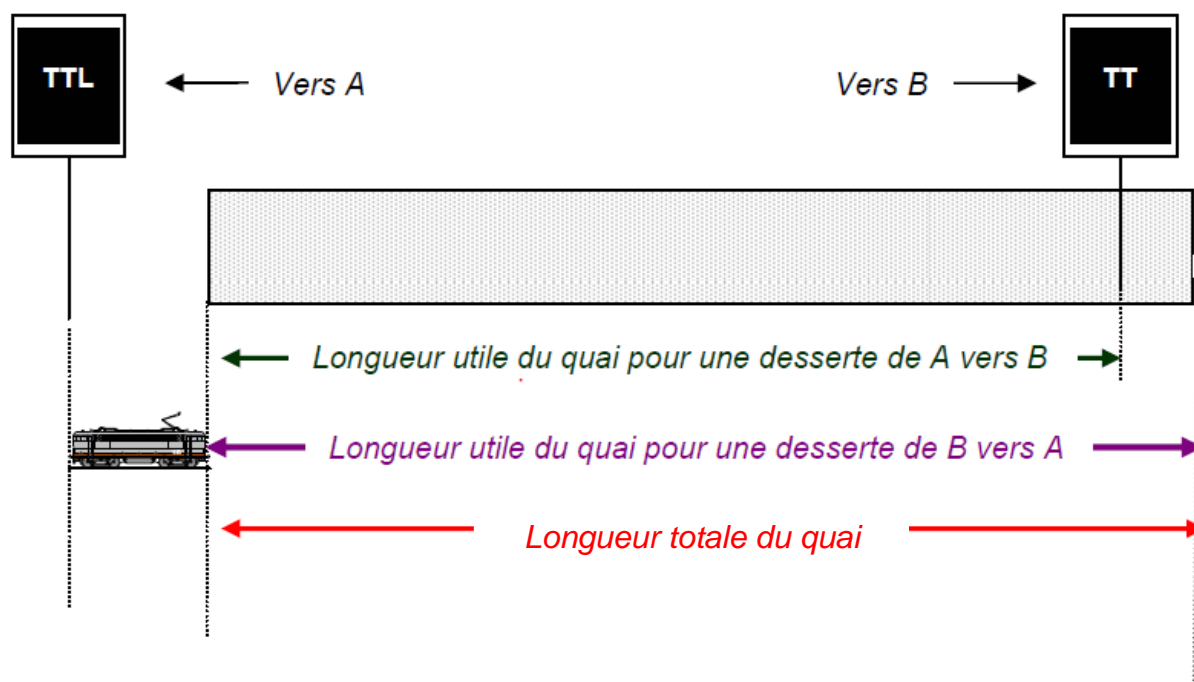 TTL
Vers A
Vers B
TT
Longueur utile du quai pour une desserte de A vers B
Longueur utile du quai pour une desserte de B vers A
Longueur totale du quai